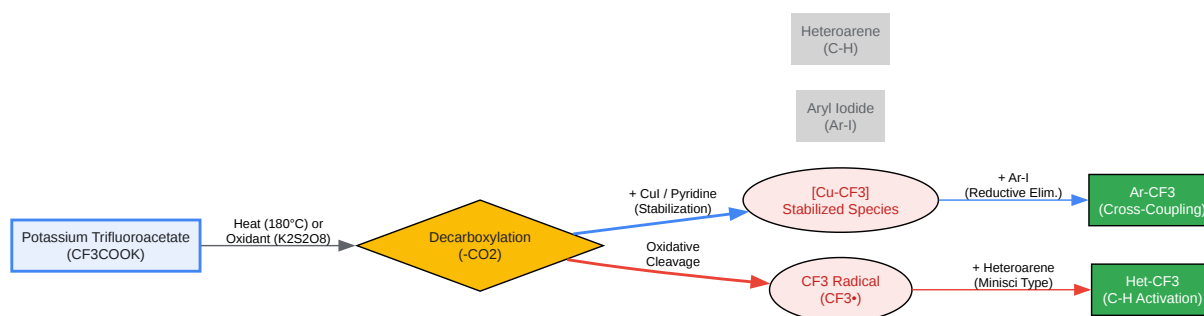 Heteroarene
(C-H)
Aryl Iodide
(Ar-I)
Potassium Trifluoroacetate
(CF3COOK)
Heat (180°C) or
Oxidant (K2S2O8)
Decarboxylation
(-CO2)
+ CuI / Pyridine
(Stabilization)
[Cu-CF3]
Stabilized Species
+ Ar-I
(Reductive Elim.)
Ar-CF3
(Cross-Coupling)
Oxidative
Cleavage
CF3 Radical
(CF3•)
+ Heteroarene
(Minisci Type)
Het-CF3
(C-H Activation)